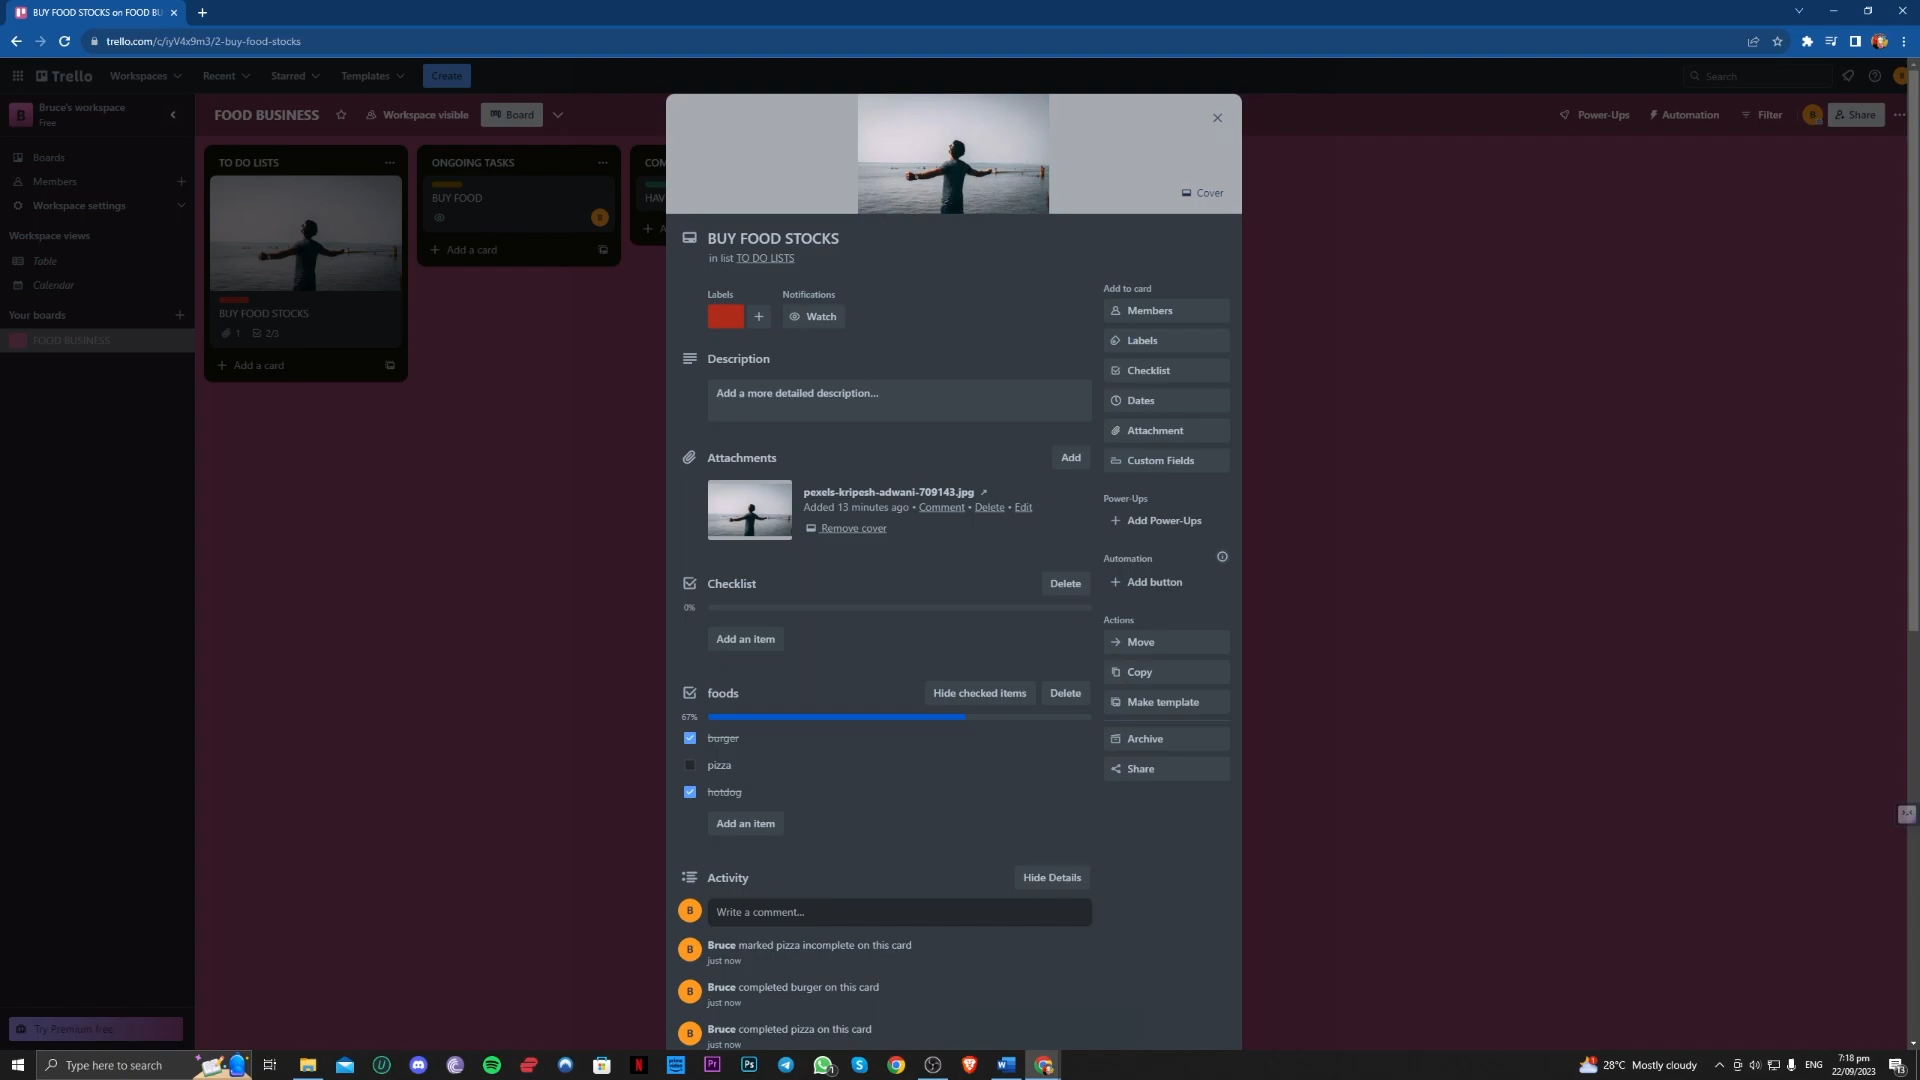 BUY FOOD STOCKS on FOOD BU
trello.com/c/iyV4x9m3/2-buy-food-stocks
Trello
Workspaces
Recent
Starred
Templates
Create
Search
Bruce's workspace
Free
FOOD BUSINESS
Workspace visible
Board
Power-Ups
Automation
Filter
B
Share
Boards
Members
Workspace settings
Workspace views
Table
Calendar
Your boards
FOOD BUSINESS
Try Premium free
TO DO LISTS
BUY FOOD STOCKS
1
2/3
Add a card
ONGOING TASKS
BUY FOOD
B
Add a card
COM
HAV
A
Cover
BUY FOOD STOCKS
in list TO DO LISTS
Labels
Notifications
Watch
Description
Add a more detailed description...
Attachments
Add
pexels-kripesh-adwani-709143.jpg ↗
Added 13 minutes ago • Comment • Delete • Edit
Remove cover
Checklist
Delete
0%
Add an item
foods
Hide checked items
Delete
67%
burger
pizza
hotdog
Add an item
Activity
Hide Details
B
Write a comment...
B
Bruce marked pizza incomplete on this card
just now
B
Bruce completed burger on this card
just now
B
Bruce completed pizza on this card
just now
Add to card
Members
Labels
Checklist
Dates
Attachment
Custom Fields
Power-Ups
Add Power-Ups
Automation
Add button
Actions
Move
Copy
Make template
Archive
Share
Type here to search
28°C Mostly cloudy
ENG
7:18 pm
22/09/2023
13